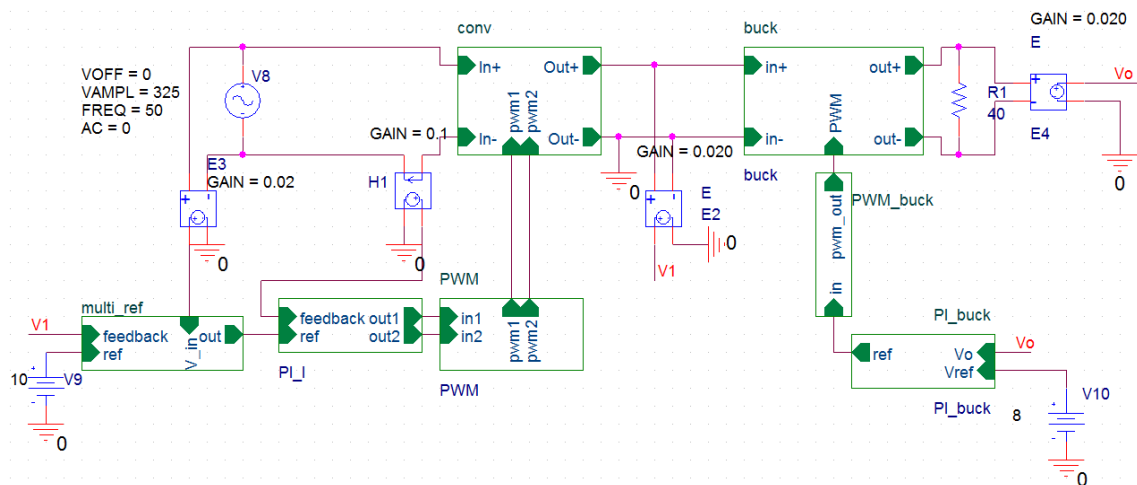 conv
buck
GAIN = 0.020
E
VOFF = 0
VAMPL = 325
FREQ = 50
AC = 0
V8
In+
Out+
in+
out+
Vo
pwm1
pwm2
PWM
R1
40
GAIN = 0.1
In-
Out-
in-
out-
E4
E3
GAIN = 0.02
H1
0
GAIN = 0.020
buck
0
E
E2
PWM_buck
pwm_out
0
0
0
V1
in
multi_ref
PWM
V1
feedback
V_in
out
feedback
out1
in1
pwm1
pwm2
PI_buck
ref
ref
out2
in2
ref
Vo
Vo
Vref
10
V9
PI_I
PWM
PI_buck
V10
8
0
0